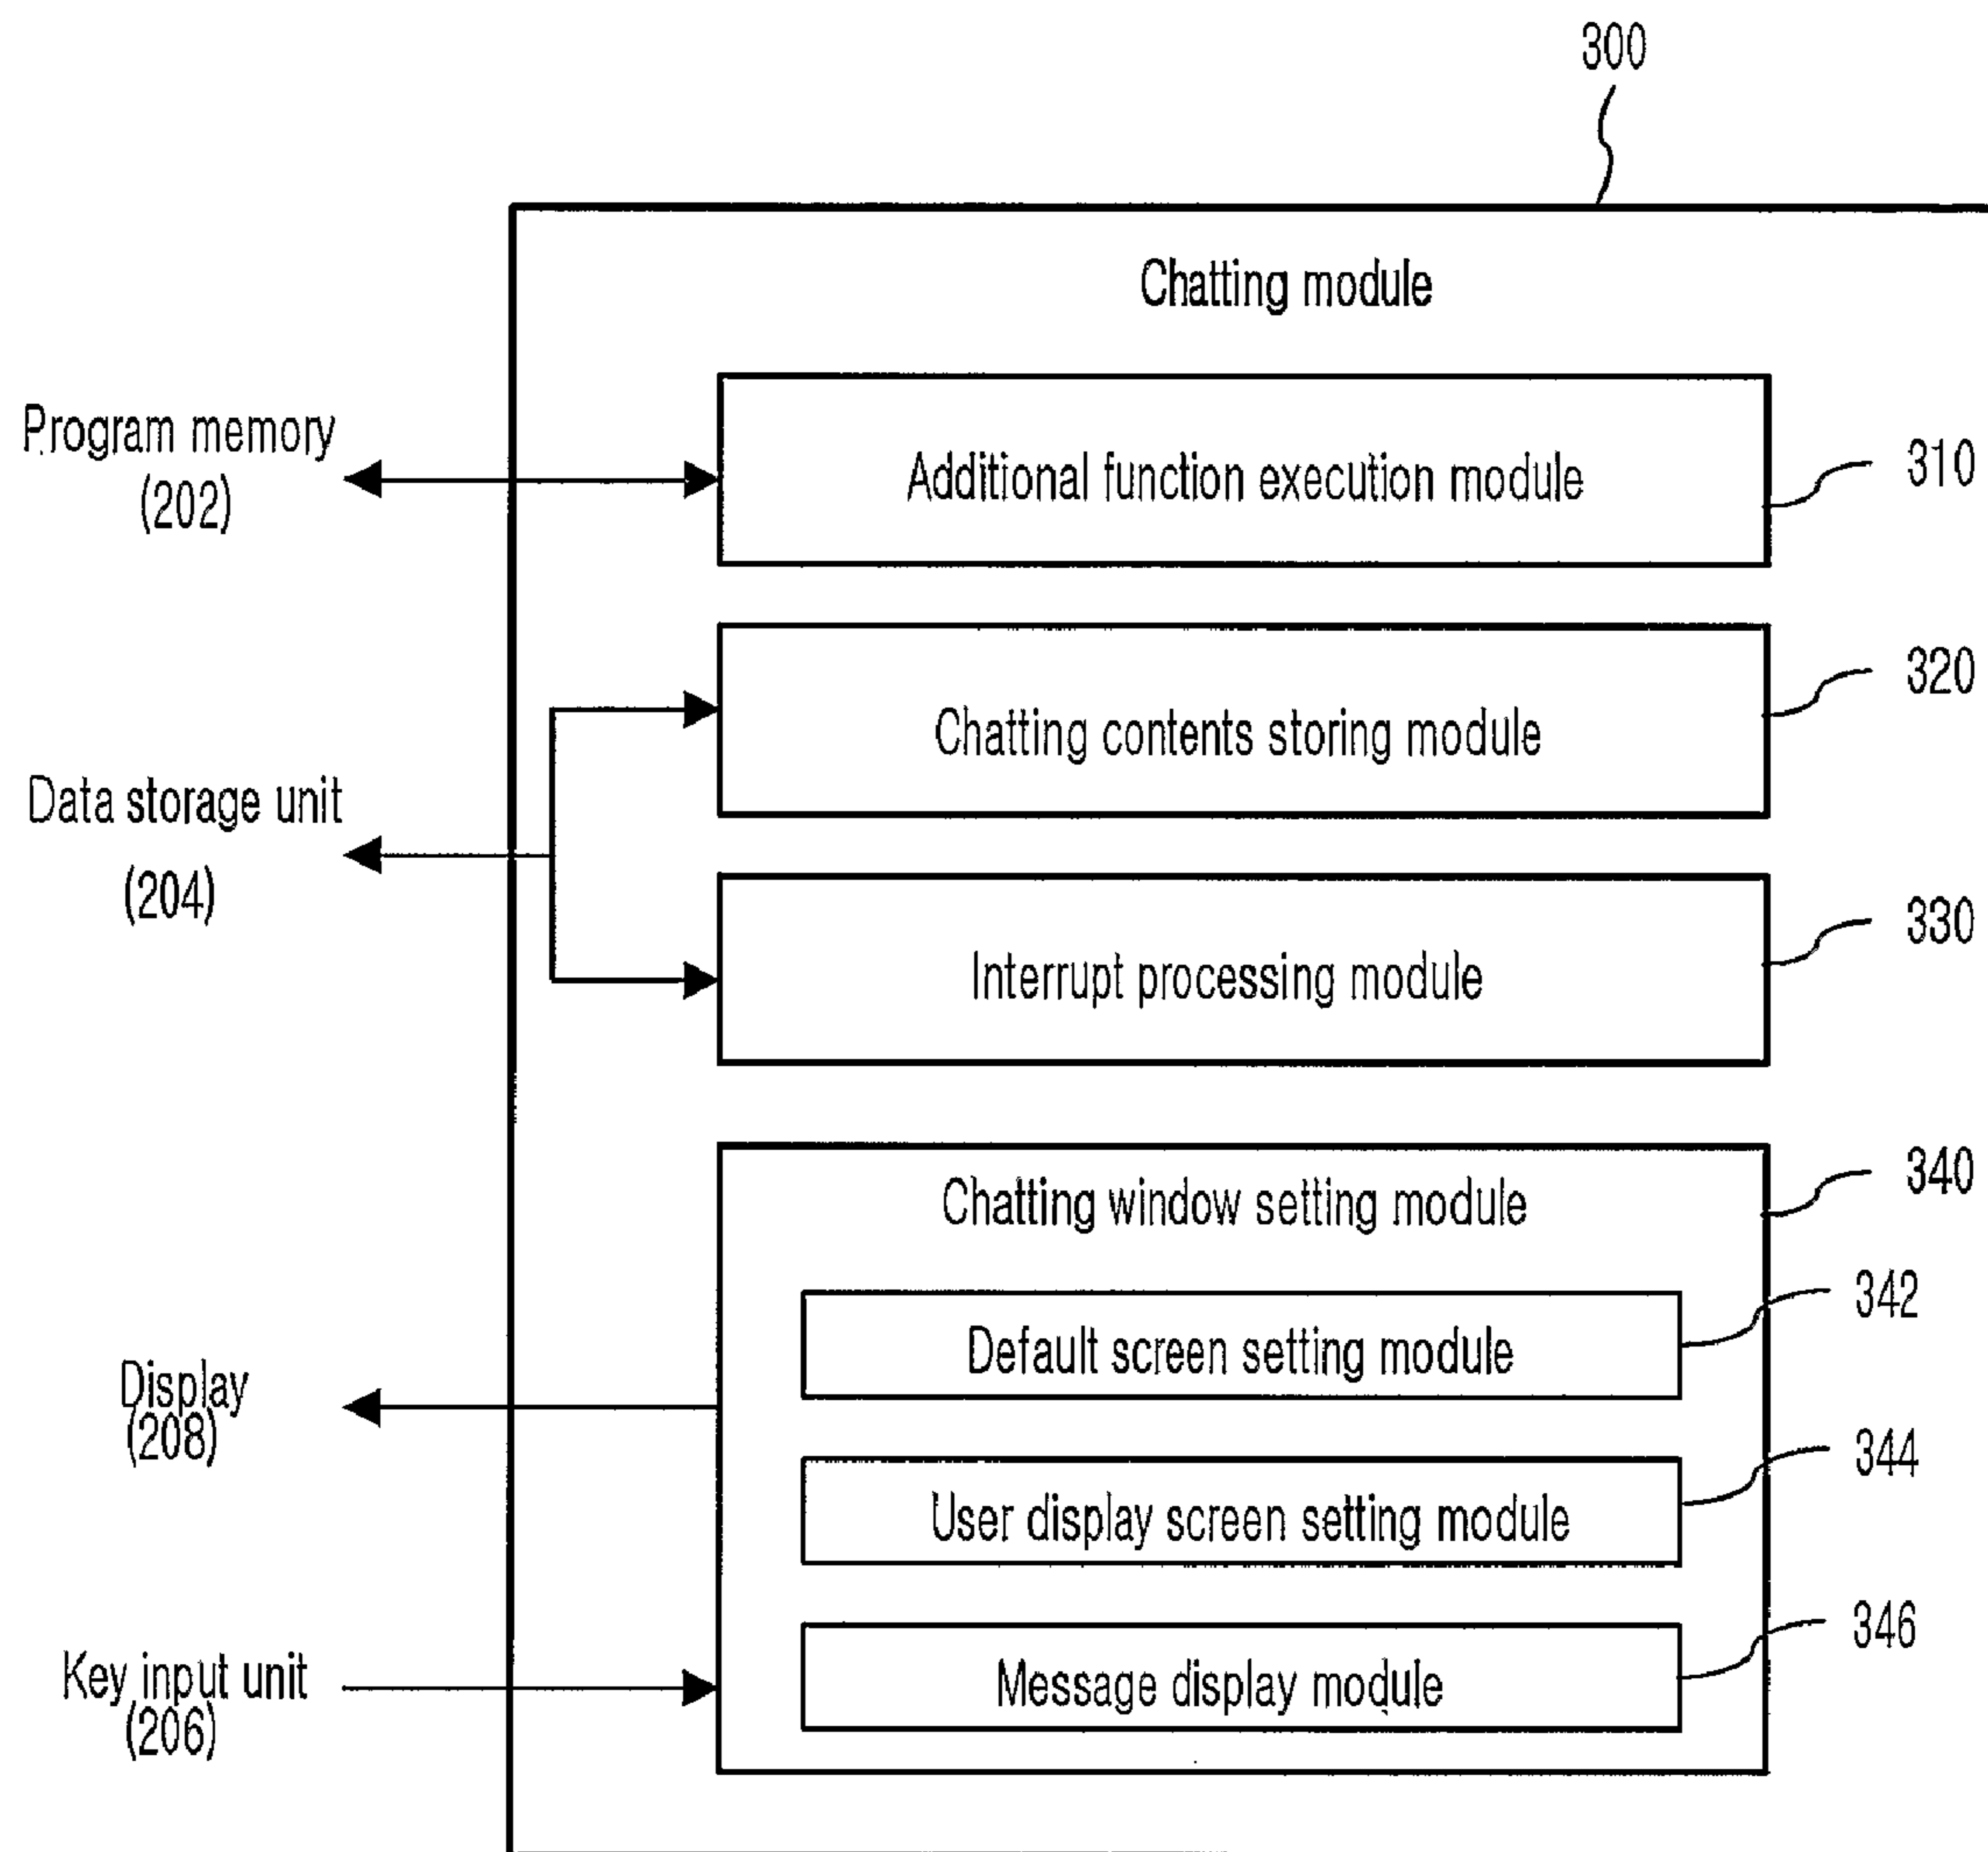 300
Chatting module
Program memory
(202)
Additional function execution module
310
Chatting contents storing module
320
Data storage unit
(204)
Interrupt processing module
330
Chatting window setting module
340
Default screen setting module
342
Display
(208)
User display screen setting module
344
Key input unit
(206)
Message display module
346